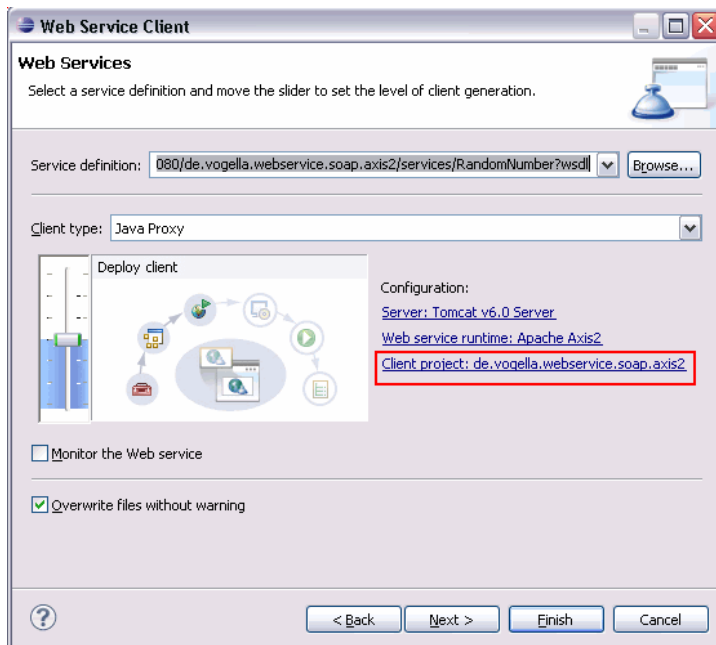 Web Service Client
Web Services
Select a service definition and move the slider to set the level of client generation.
Service definition: 080/de.vogella.webservice.soap.axis2/services/RandomNumber?wsdl Browse...
Client type: Java Proxy
Deploy client
Configuration:
Server: Tomcat v6.0 Server
Web service runtime: Apache Axis2
Client project: de.vogella.webservice.soap.axis2
Monitor the Web service
Overwrite files without warning
? < Back Next > Finish Cancel